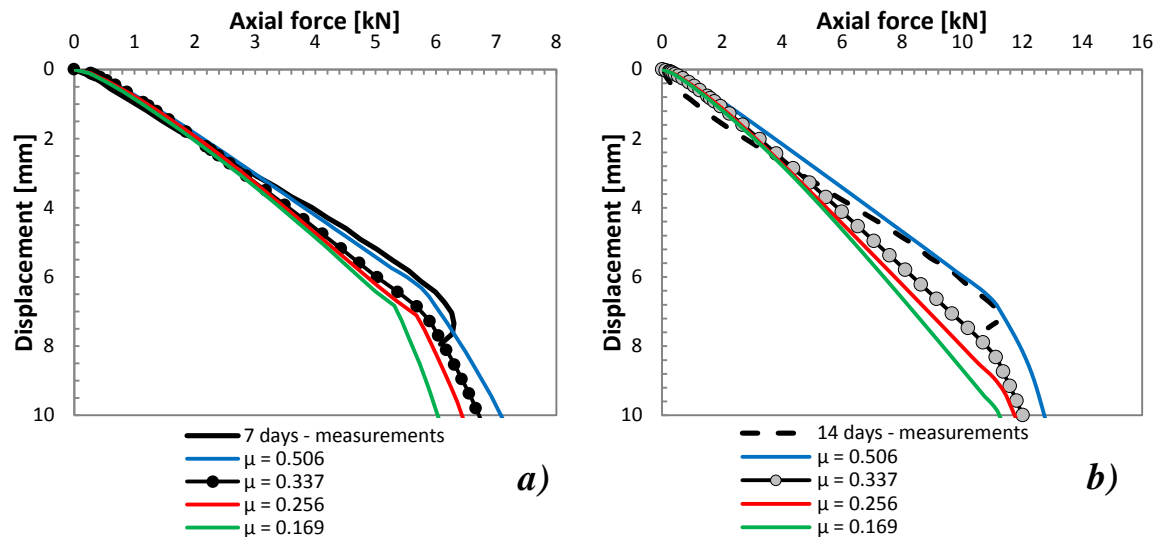 Axial force [kN]
0 1 2 3 4 5 6 7 8
Displacement [mm]
0
2
4
6
8
10
7 days - measurements
μ = 0.506
μ = 0.337
μ = 0.256
μ = 0.169
a)
Axial force [kN]
0 2 4 6 8 10 12 14 16
Displacement [mm]
0
2
4
6
8
10
14 days - measurements
μ = 0.506
μ = 0.337
μ = 0.256
μ = 0.169
b)